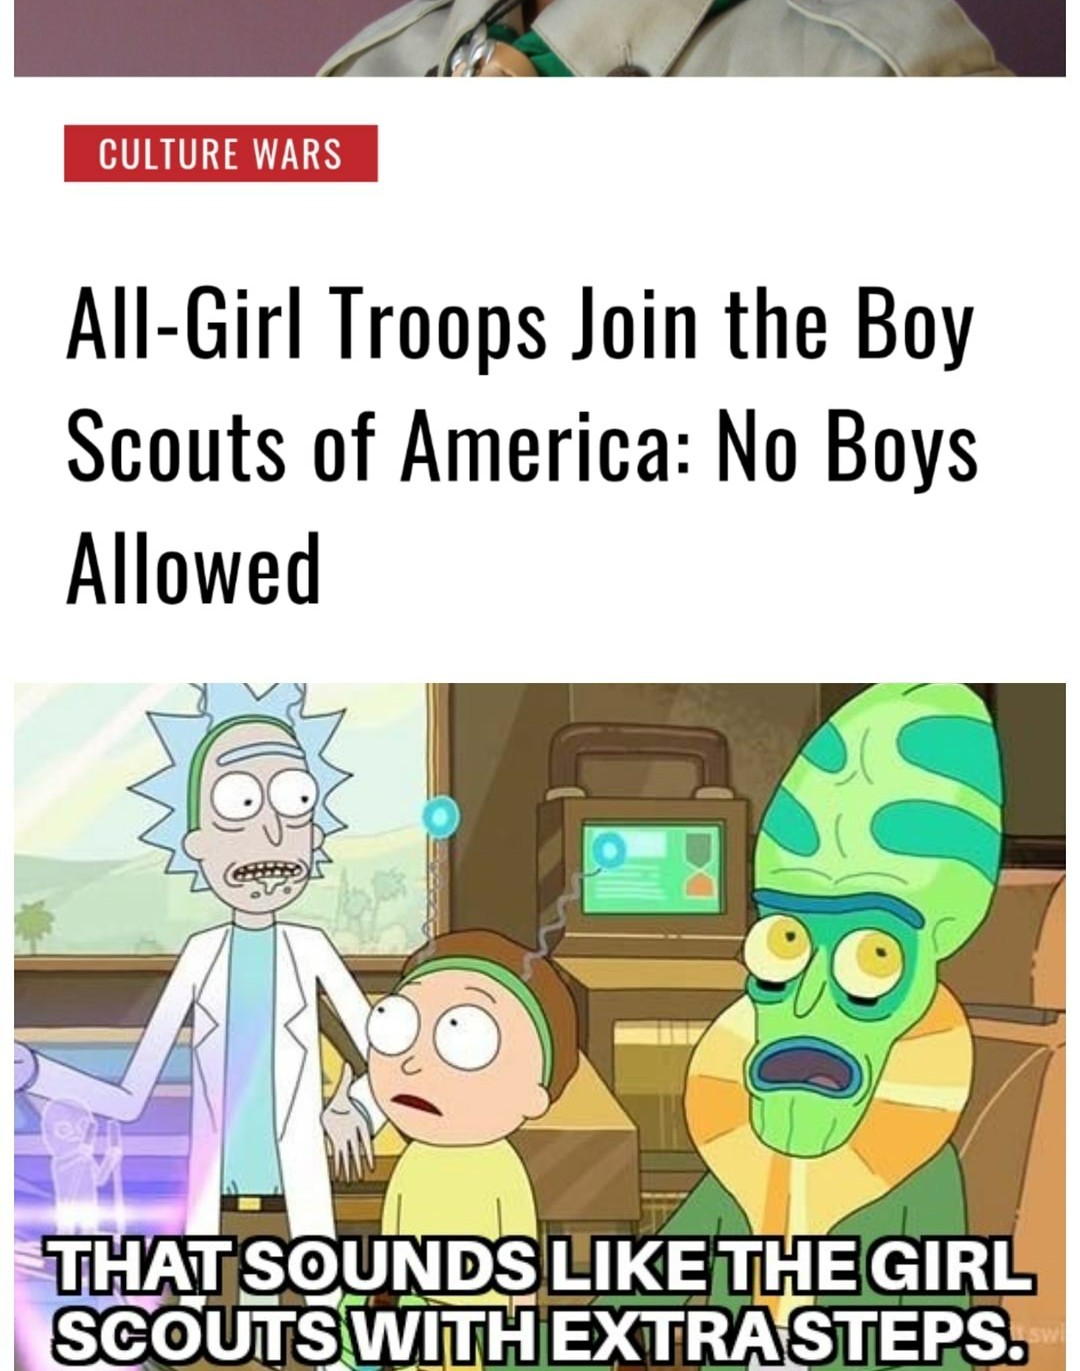 CULTURE WARS
All-Girl Troops Join the Boy
Scouts of America: No Boys
Allowed
THAT SOUNDS LIKE THE GIRL
SCOUTS WITH EXTRA STEPS.